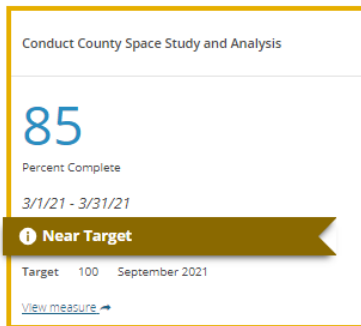 Conduct County Space Study and Analysis
85
Percent Complete
3/1/21 - 3/31/21
Near Target
Target 100 September 2021
View measure